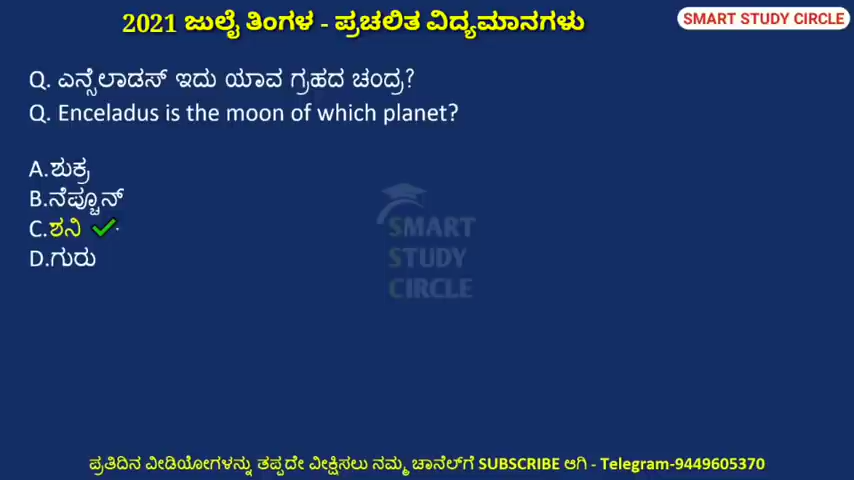 2021 ಜುಲೈ ತಿಂಗಳ - ಪ್ರಚಲಿತ ವಿದ್ಯಮಾನಗಳು
SMART STUDY CIRCLE
Q. ಎನ್ಸೆಲಾಡಸ್ ಇದು ಯಾವ ಗ್ರಹದ ಚಂದ್ರ?
Q. Enceladus is the moon of which planet?
A.ಶುಕ್ರ
B.ನೆಪ್ಚೂನ್
C.ಶನಿ
D.ಗುರು
SMART
STUDY
CIRCLE
ಪ್ರತಿದಿನ ವೀಡಿಯೋಗಳನ್ನು ತಪ್ಪದೇ ವೀಕ್ಷಿಸಲು ನಮ್ಮ ಚಾನೆಲ್‌ಗೆ SUBSCRIBE ಆಗಿ - Telegram-9449605370